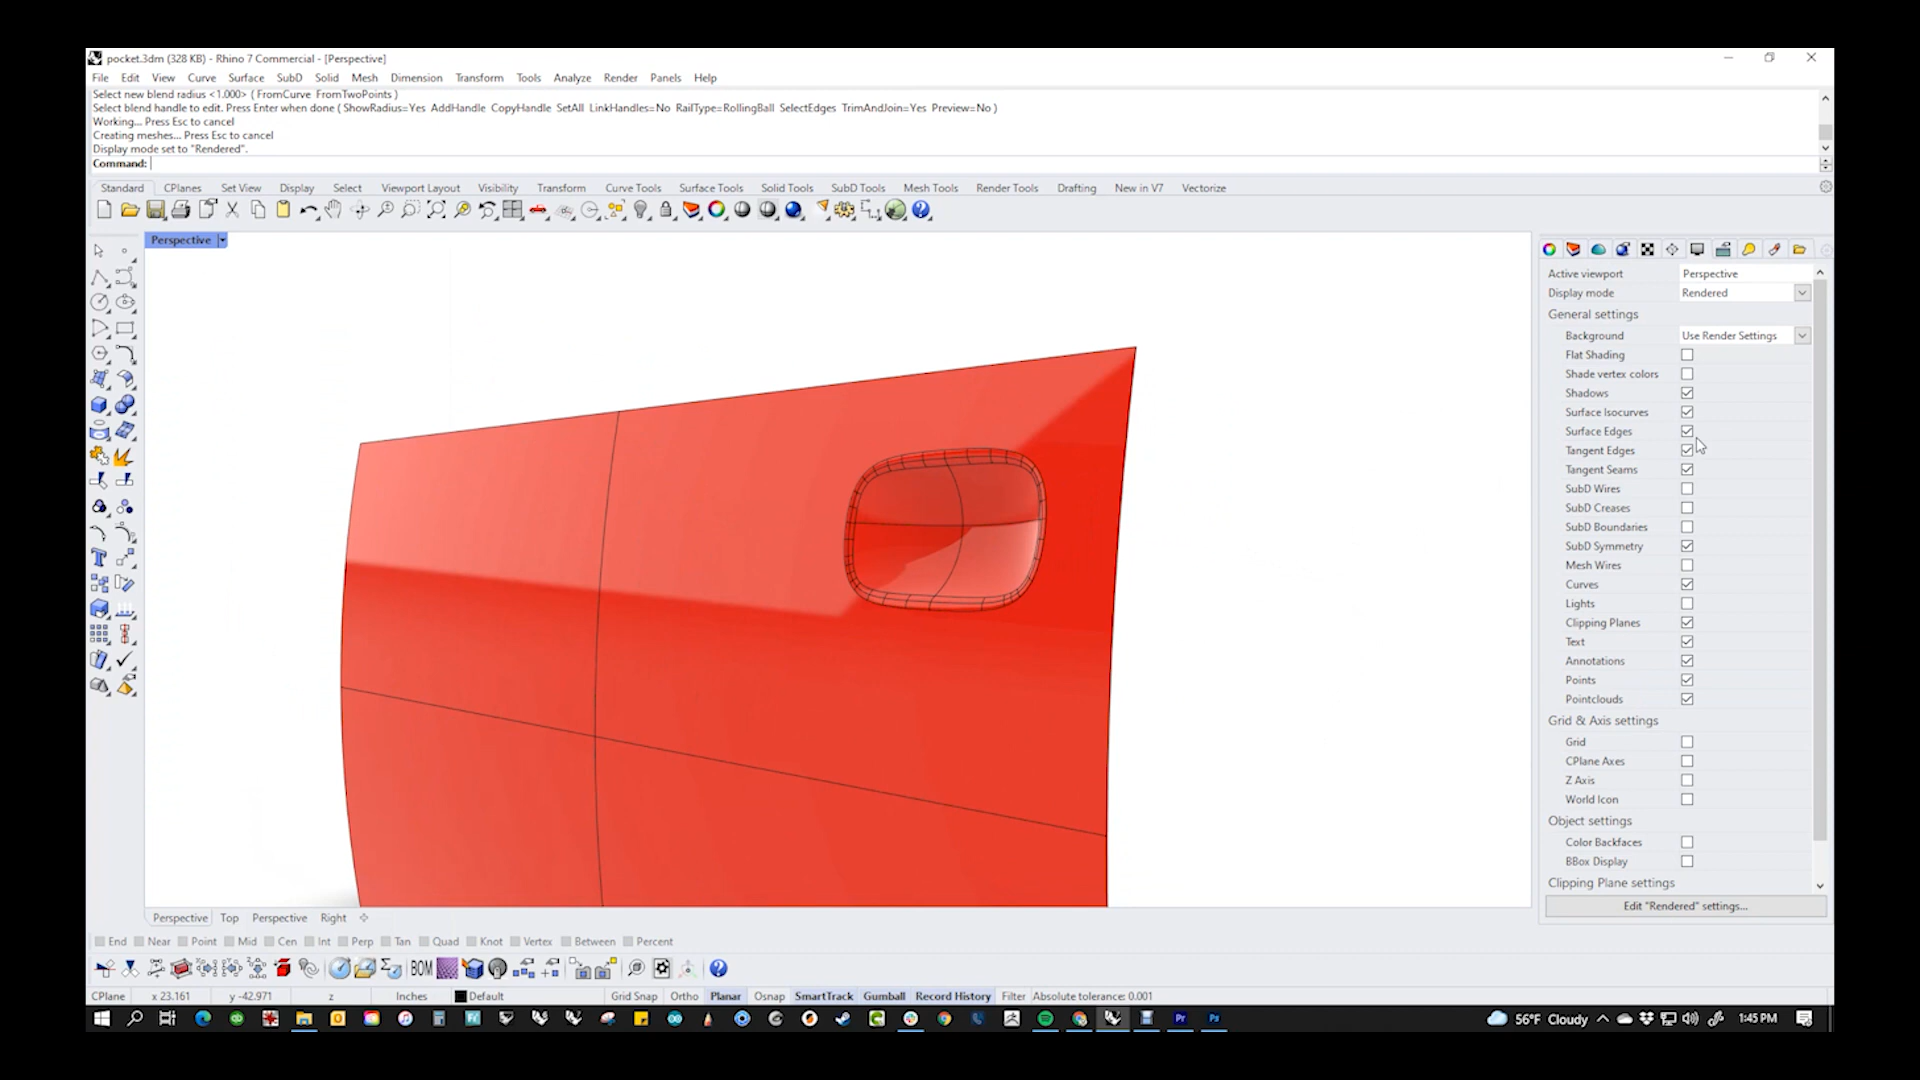 pocket.3dm (328 KB) - Rhino 7 Commercial - [Perspective]
File Edit View Curve Surface SubD Solid Mesh Dimension Transform Tools Analyze Render Panels Help
Select new blend radius <1.000> ( FromCurve FromTwoPoints )
Select blend handle to edit. Press Enter when done ( ShowRadius=Yes AddHandle CopyHandle SetAll LinkHandles=No RailType=RollingBall SelectEdges TrimAndJoin=Yes Preview=No )
Working... Press Esc to cancel
Creating meshes... Press Esc to cancel
Display mode set to "Rendered".
Command:
Standard CPlanes Set View Display Select Viewport Layout Visibility Transform Curve Tools Surface Tools Solid Tools SubD Tools Mesh Tools Render Tools Drafting New in V7 Vectorize
Perspective
Active viewport Perspective
Display mode Rendered
General settings
Background Use Render Settings
Flat Shading
Shade vertex colors
Shadows
Surface Isocurves
Surface Edges
Tangent Edges
Tangent Seams
SubD Wires
SubD Creases
SubD Boundaries
SubD Symmetry
Mesh Wires
Curves
Lights
Clipping Planes
Text
Annotations
Points
Pointclouds
Grid & Axis settings
Grid
CPlane Axes
Z Axis
World Icon
Object settings
Color Backfaces
BBox Display
Clipping Plane settings
Edit "Rendered" settings...
Perspective Top Perspective Right
End Near Point Mid Cen Int Perp Tan Quad Knot Vertex Between Percent
BOM
CPlane x 23.161 y -42.971 z Inches Default Grid Snap Ortho Planar Osnap SmartTrack Gumball Record History Filter Absolute tolerance: 0.001
56°F Cloudy 1:45 PM